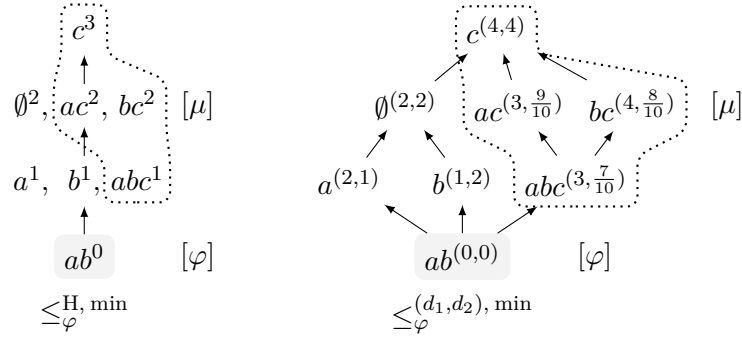 c^3 c^(4,4)
∅^2, ac^2, bc^2 [μ] ∅^(2,2) ac^(3, 9/10) bc^(4, 8/10) [μ]
a^1, b^1, abc^1 a^(2,1) b^(1,2) abc^(3, 7/10)
ab^0 [φ] ab^(0,0) [φ]
≤_φ^{H, min} ≤_φ^{(d_1,d_2), min}